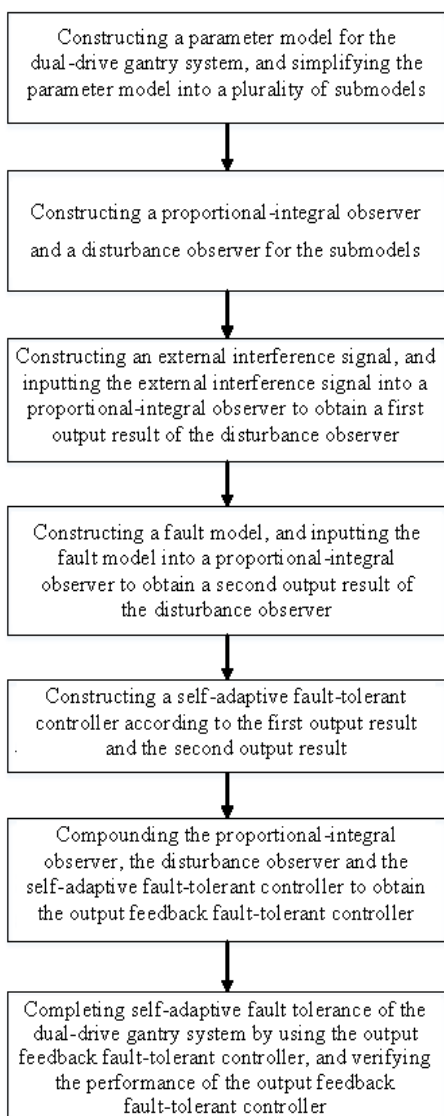 Constructing a parameter model for the
dual-drive gantry system, and simplifying the
parameter model into a plurality of submodels
Constructing a proportional-integral observer
and a disturbance observer for the submodels
Constructing an external interference signal, and
inputting the external interference signal into a
proportional-integral observer to obtain a first
output result of the disturbance observer
Constructing a fault model, and inputting the
fault model into a proportional-integral
observer to obtain a second output result of
the disturbance observer
Constructing a self-adaptive fault-tolerant
controller according to the first output result
and the second output result
Compounding the proportional-integral
observer, the disturbance observer and the
self-adaptive fault-tolerant controller to obtain
the output feedback fault-tolerant controller
Completing self-adaptive fault tolerance of the
dual-drive gantry system by using the output
feedback fault-tolerant controller, and verifying
the performance of the output feedback
fault-tolerant controller